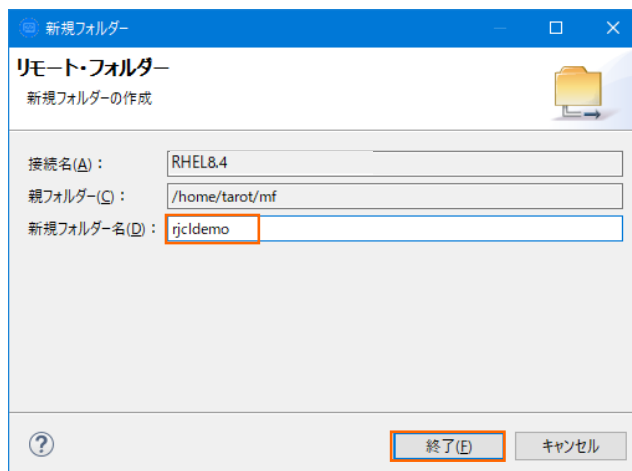 新規フォルダー
リモート・フォルダー
新規フォルダーの作成
接続名(A)： RHEL8.4
親フォルダー(C)： /home/tarot/mf
新規フォルダー名(D)： rjcldemo
終了(F) キャンセル